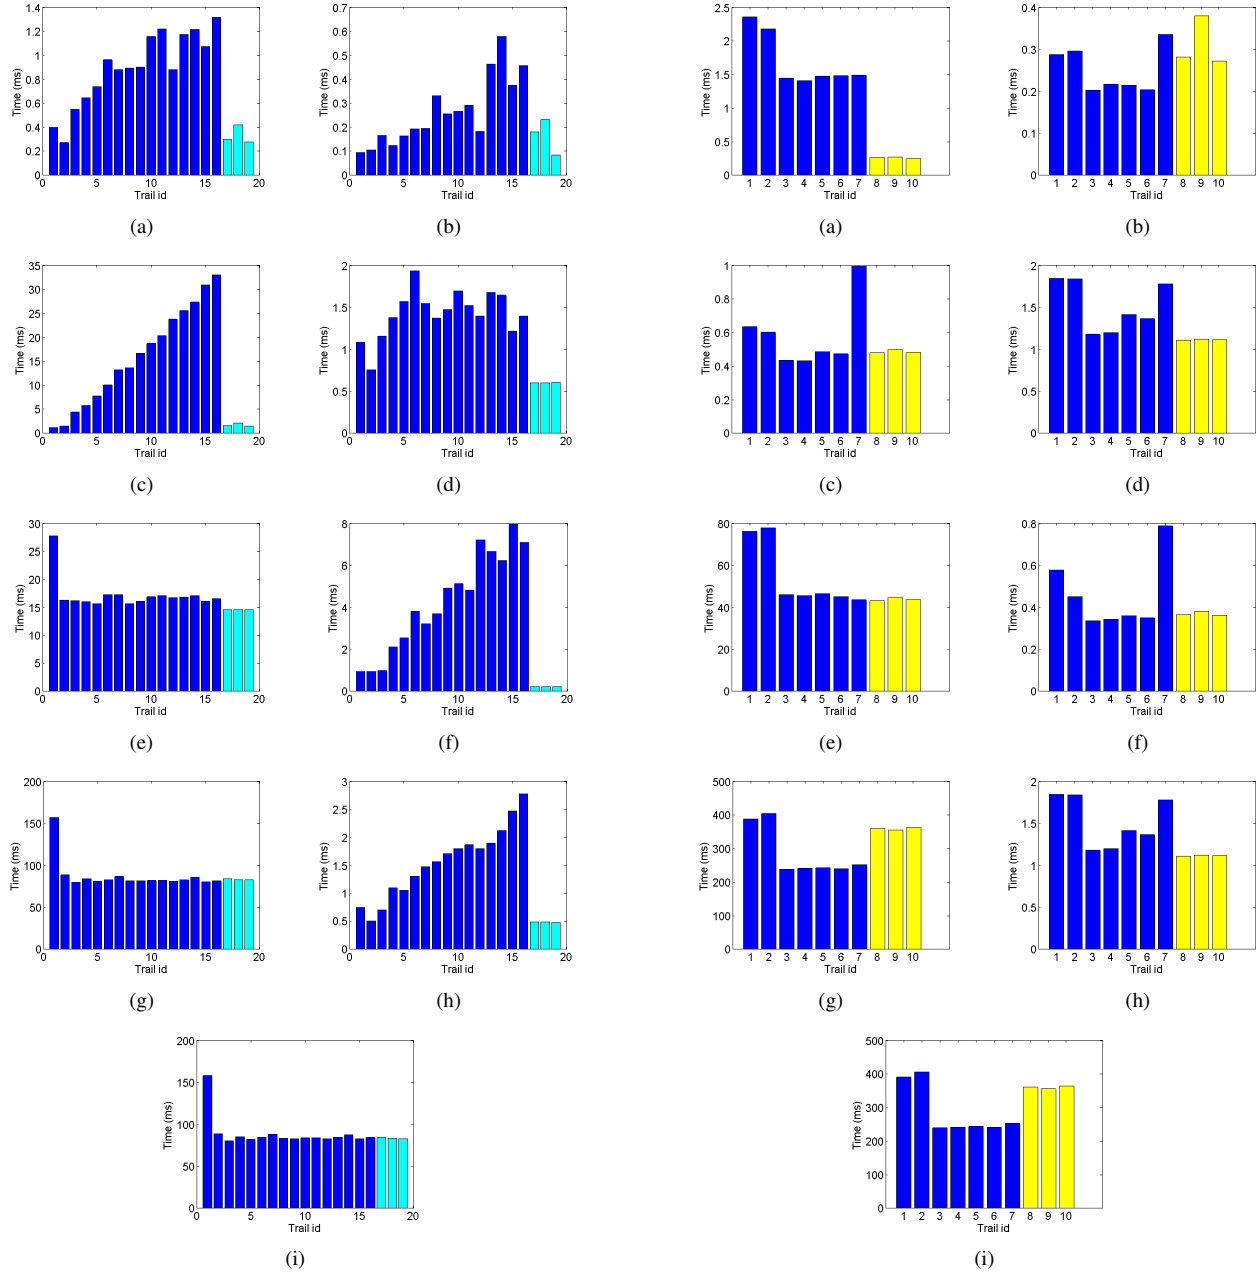 Time (ms)
1.4
1.2
1
0.8
0.6
0.4
0.2
0
0 5 10 15 20
Trail id
(a)
Time (ms)
0.7
0.6
0.5
0.4
0.3
0.2
0.1
0
0 5 10 15 20
Trail id
(b)
Time (ms)
2.5
2
1.5
1
0.5
0
1 2 3 4 5 6 7 8 9 10
Trail id
(a)
Time (ms)
0.4
0.3
0.2
0.1
0
1 2 3 4 5 6 7 8 9 10
Trail id
(b)
Time (ms)
35
30
25
20
15
10
5
0
0 5 10 15 20
Trail id
(c)
Time (ms)
2
1.5
1
0.5
0
0 5 10 15 20
Trail id
(d)
Time (ms)
1
0.8
0.6
0.4
0.2
0
1 2 3 4 5 6 7 8 9 10
Trail id
(c)
Time (ms)
2
1.5
1
0.5
0
1 2 3 4 5 6 7 8 9 10
Trail id
(d)
Time (ms)
30
25
20
15
10
5
0
0 5 10 15 20
Trail id
(e)
Time (ms)
8
6
4
2
0
0 5 10 15 20
Trail id
(f)
Time (ms)
80
60
40
20
0
1 2 3 4 5 6 7 8 9 10
Trail id
(e)
Time (ms)
0.8
0.6
0.4
0.2
0
1 2 3 4 5 6 7 8 9 10
Trail id
(f)
Time (ms)
200
150
100
50
0
0 5 10 15 20
Trail id
(g)
Time (ms)
3
2.5
2
1.5
1
0.5
0
0 5 10 15 20
Trail id
(h)
Time (ms)
500
400
300
200
100
0
1 2 3 4 5 6 7 8 9 10
Trail id
(g)
Time (ms)
2
1.5
1
0.5
0
1 2 3 4 5 6 7 8 9 10
Trail id
(h)
Time (ms)
200
150
100
50
0
0 5 10 15 20
Trail id
(i)
Time (ms)
500
400
300
200
100
0
1 2 3 4 5 6 7 8 9 10
Trail id
(i)